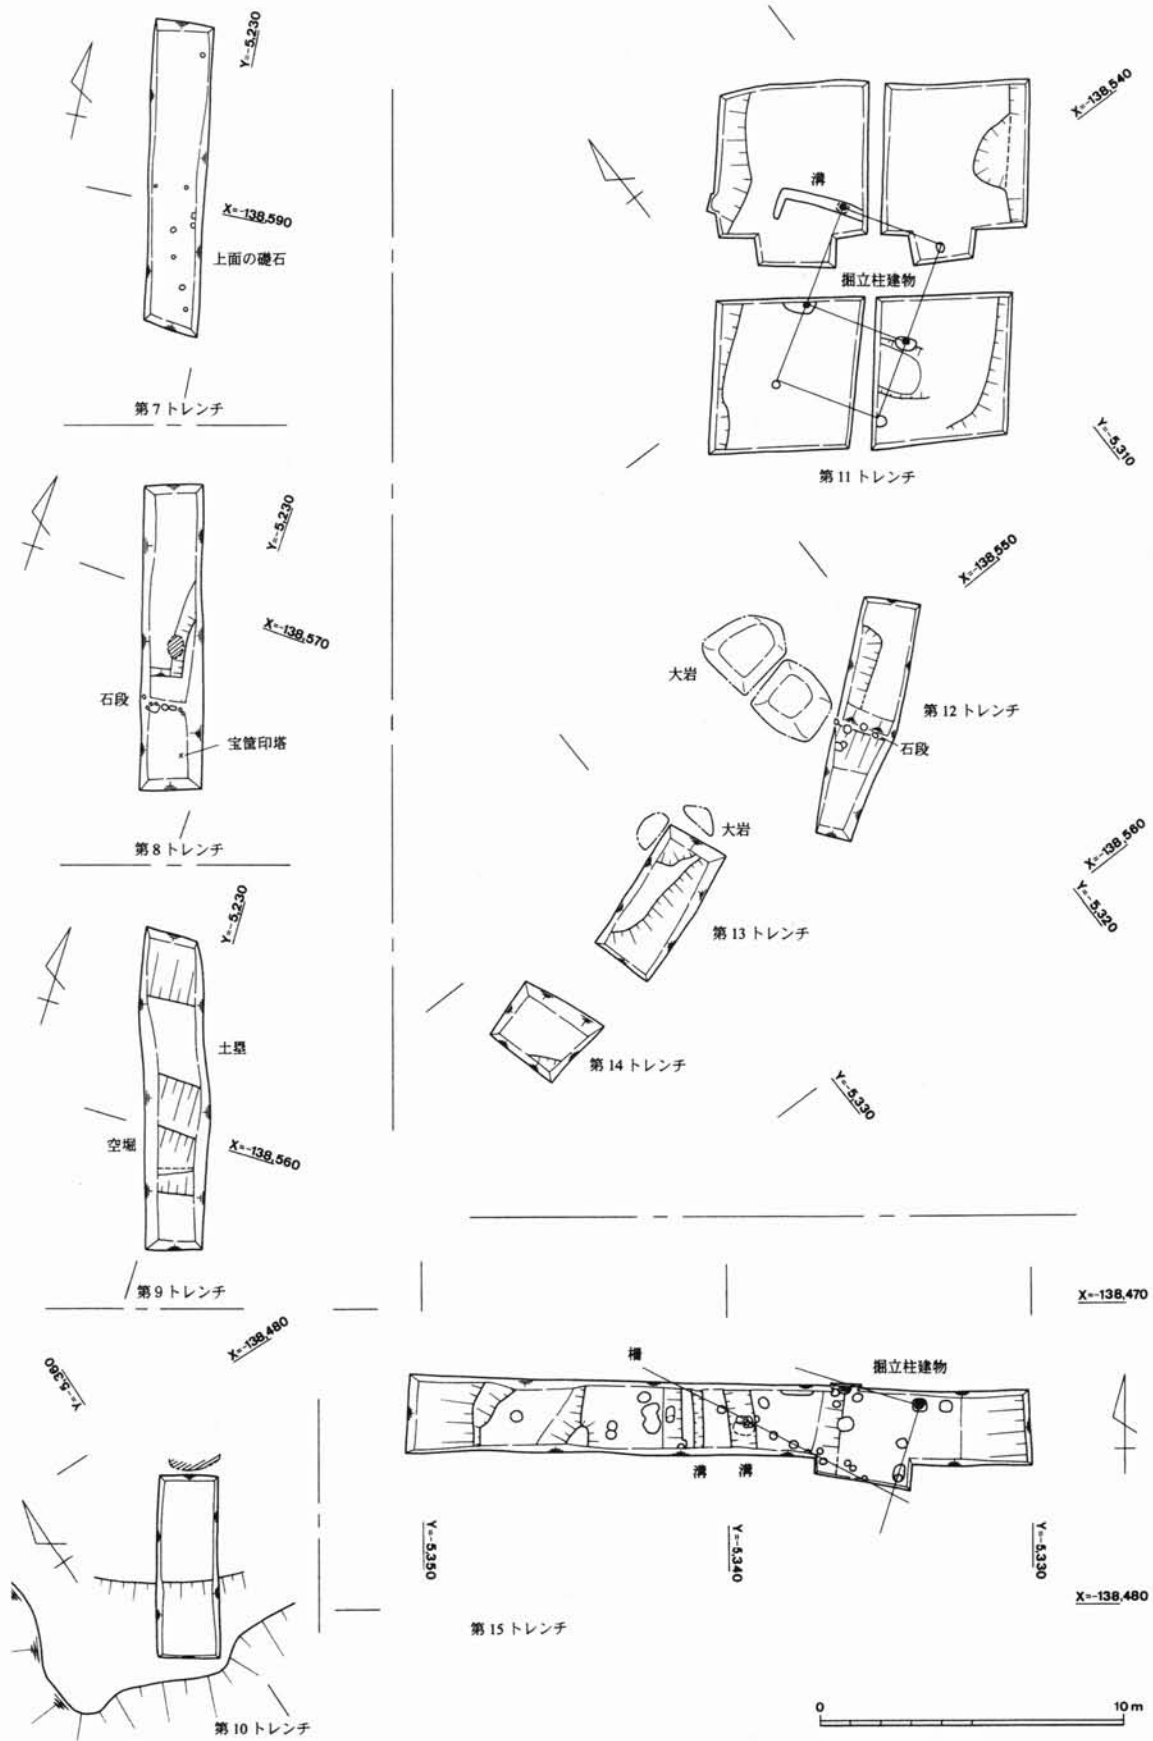 Y=-5,230
X=-138,590
上面の礎石
第7トレンチ
Y=-5,230
X=-138,570
石段
宝篋印塔
第8トレンチ
Y=-5,230
土塁
空堀
X=-138,560
第9トレンチ
X=-138,480
Y=-5,360
第10トレンチ
X=-138,540
溝
掘立柱建物
Y=-5,310
第11トレンチ
X=-138,550
大岩
第12トレンチ
石段
X=-138,560
Y=-5,320
大岩
第13トレンチ
第14トレンチ
Y=-5,330
X=-138,470
柵
掘立柱建物
溝
溝
Y=-5,350
Y=-5,340
Y=-5,330
X=-138,480
第15トレンチ
0 10m